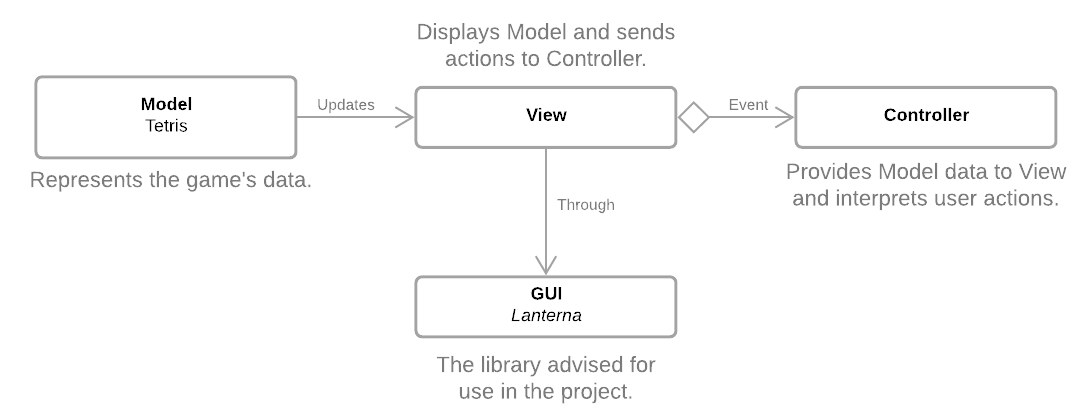 Displays Model and sends
actions to Controller.
Model
Tetris
Updates
View
Event
Controller
Represents the game's data.
Provides Model data to View
and interprets user actions.
Through
GUI
Lanterna
The library advised for
use in the project.